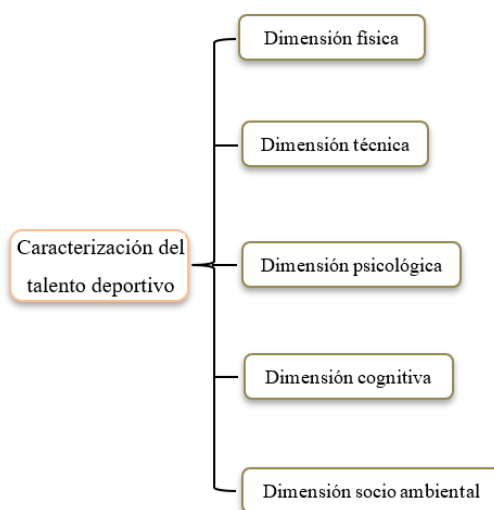 Dimensión física
Dimensión técnica
Caracterización del
talento deportivo
Dimensión psicológica
Dimensión cognitiva
Dimensión socio ambiental